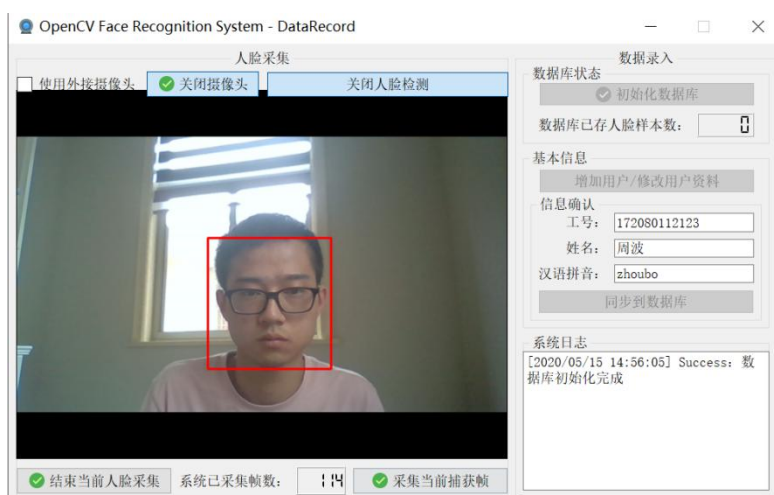 OpenCV Face Recognition System - DataRecord
人脸采集
使用外接摄像头
关闭摄像头
关闭人脸检测
结束当前人脸采集
系统已采集帧数：
114
采集当前捕获帧
数据录入
数据库状态
初始化数据库
数据库已存人脸样本数：
0
基本信息
增加用户/修改用户资料
信息确认
工号：
172080112123
姓名：
周波
汉语拼音：
zhoubo
同步到数据库
系统日志
[2020/05/15 14:56:05] Success：数
据库初始化完成